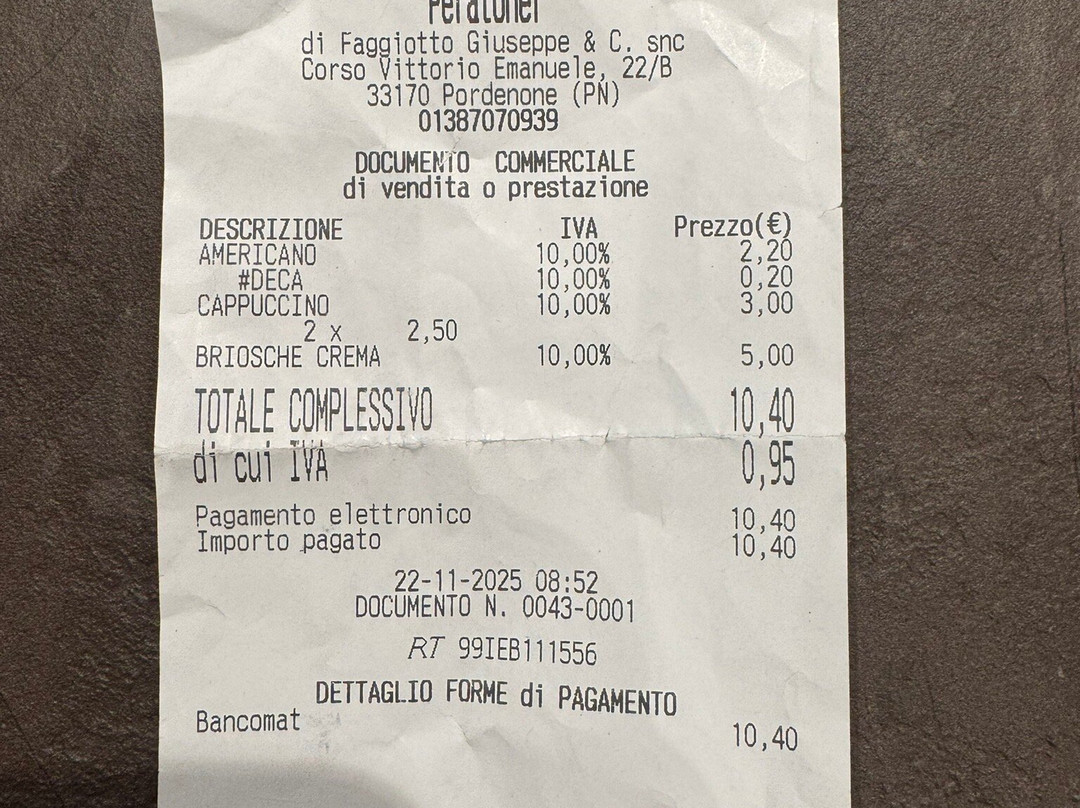 Peratoner
di Faggiotto Giuseppe & C. snc
Corso Vittorio Emanuele, 22/B
33170 Pordenone (PN)
01387070939
DOCUMENTO COMMERCIALE
di vendita o prestazione
DESCRIZIONE IVA Prezzo(€)
AMERICANO 10,00% 2,20
#DECA 10,00% 0,20
CAPPUCCINO 10,00% 3,00
2 x 2,50
BRIOSCHE CREMA 10,00% 5,00
TOTALE COMPLESSIVO 10,40
di cui IVA 0,95
Pagamento elettronico 10,40
Importo pagato 10,40
22-11-2025 08:52
DOCUMENTO N. 0043-0001
RT 99IEB111556
DETTAGLIO FORME di PAGAMENTO
Bancomat 10,40